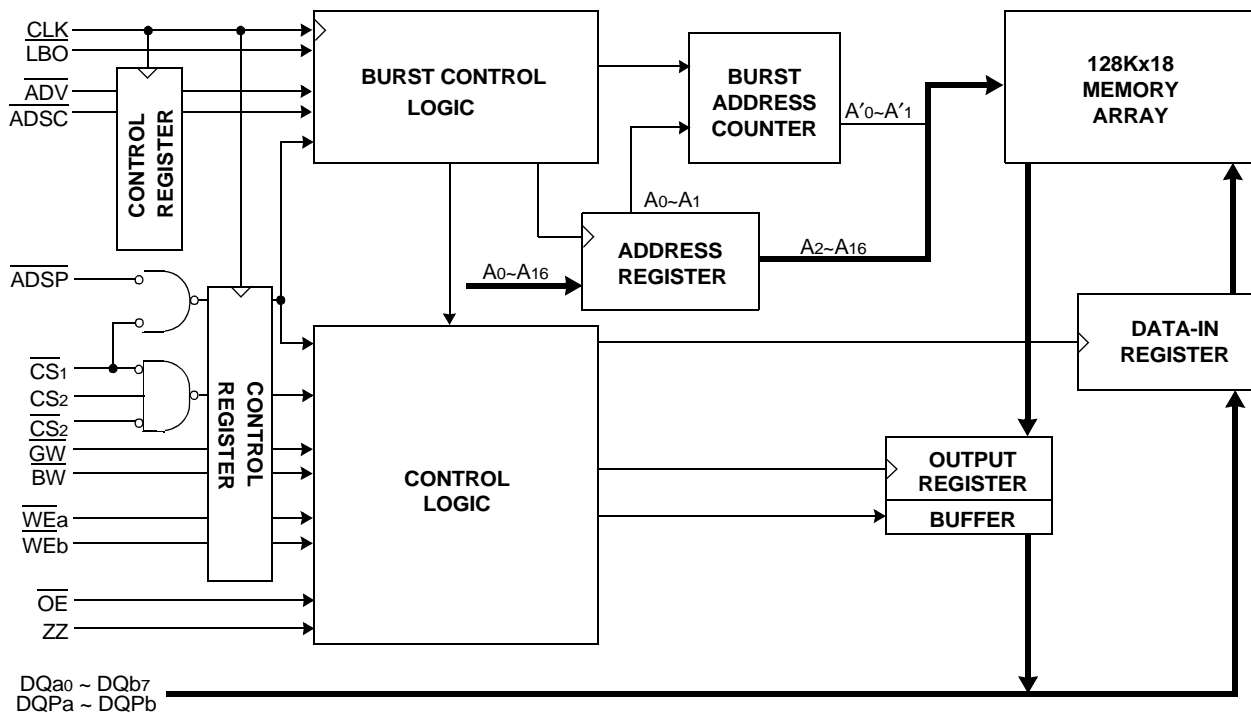 CLK
LBO
ADV
ADSC
CONTROL
REGISTER
BURST CONTROL
LOGIC
BURST
ADDRESS
COUNTER
A′0~A′1
128Kx18
MEMORY
ARRAY
A0~A1
ADDRESS
REGISTER
A2~A16
A0~A16
ADSP
CS1
CS2
CS2
GW
BW
WEa
WEb
OE
ZZ
CONTROL
REGISTER
CONTROL
LOGIC
DATA-IN
REGISTER
OUTPUT
REGISTER
BUFFER
DQa0 ~ DQb7
DQPa ~ DQPb